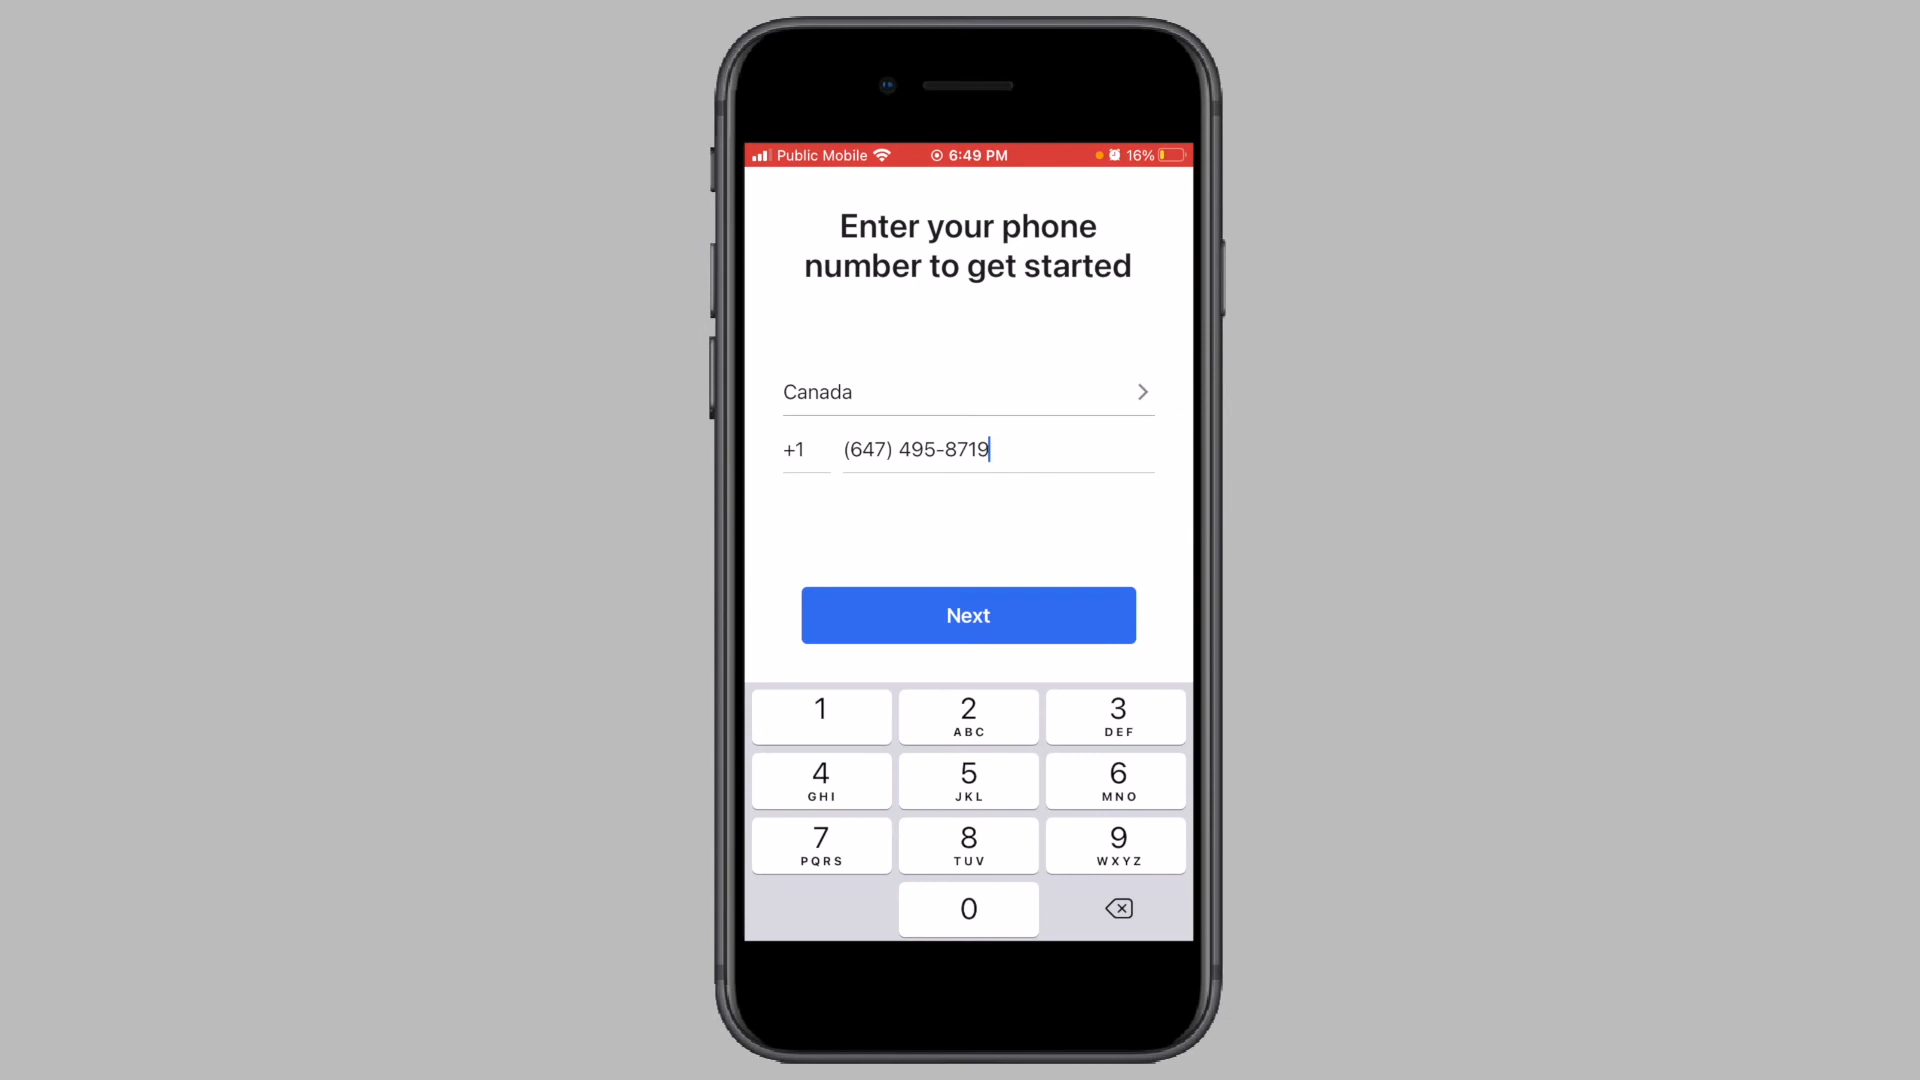 Public Mobile 6:49 PM 16%
Enter your phone
number to get started
Canada
+1 (647) 495-8719
Next
1 2 3
ABC DEF
4 5 6
GHI JKL MNO
7 8 9
PQRS TUV WXYZ
0